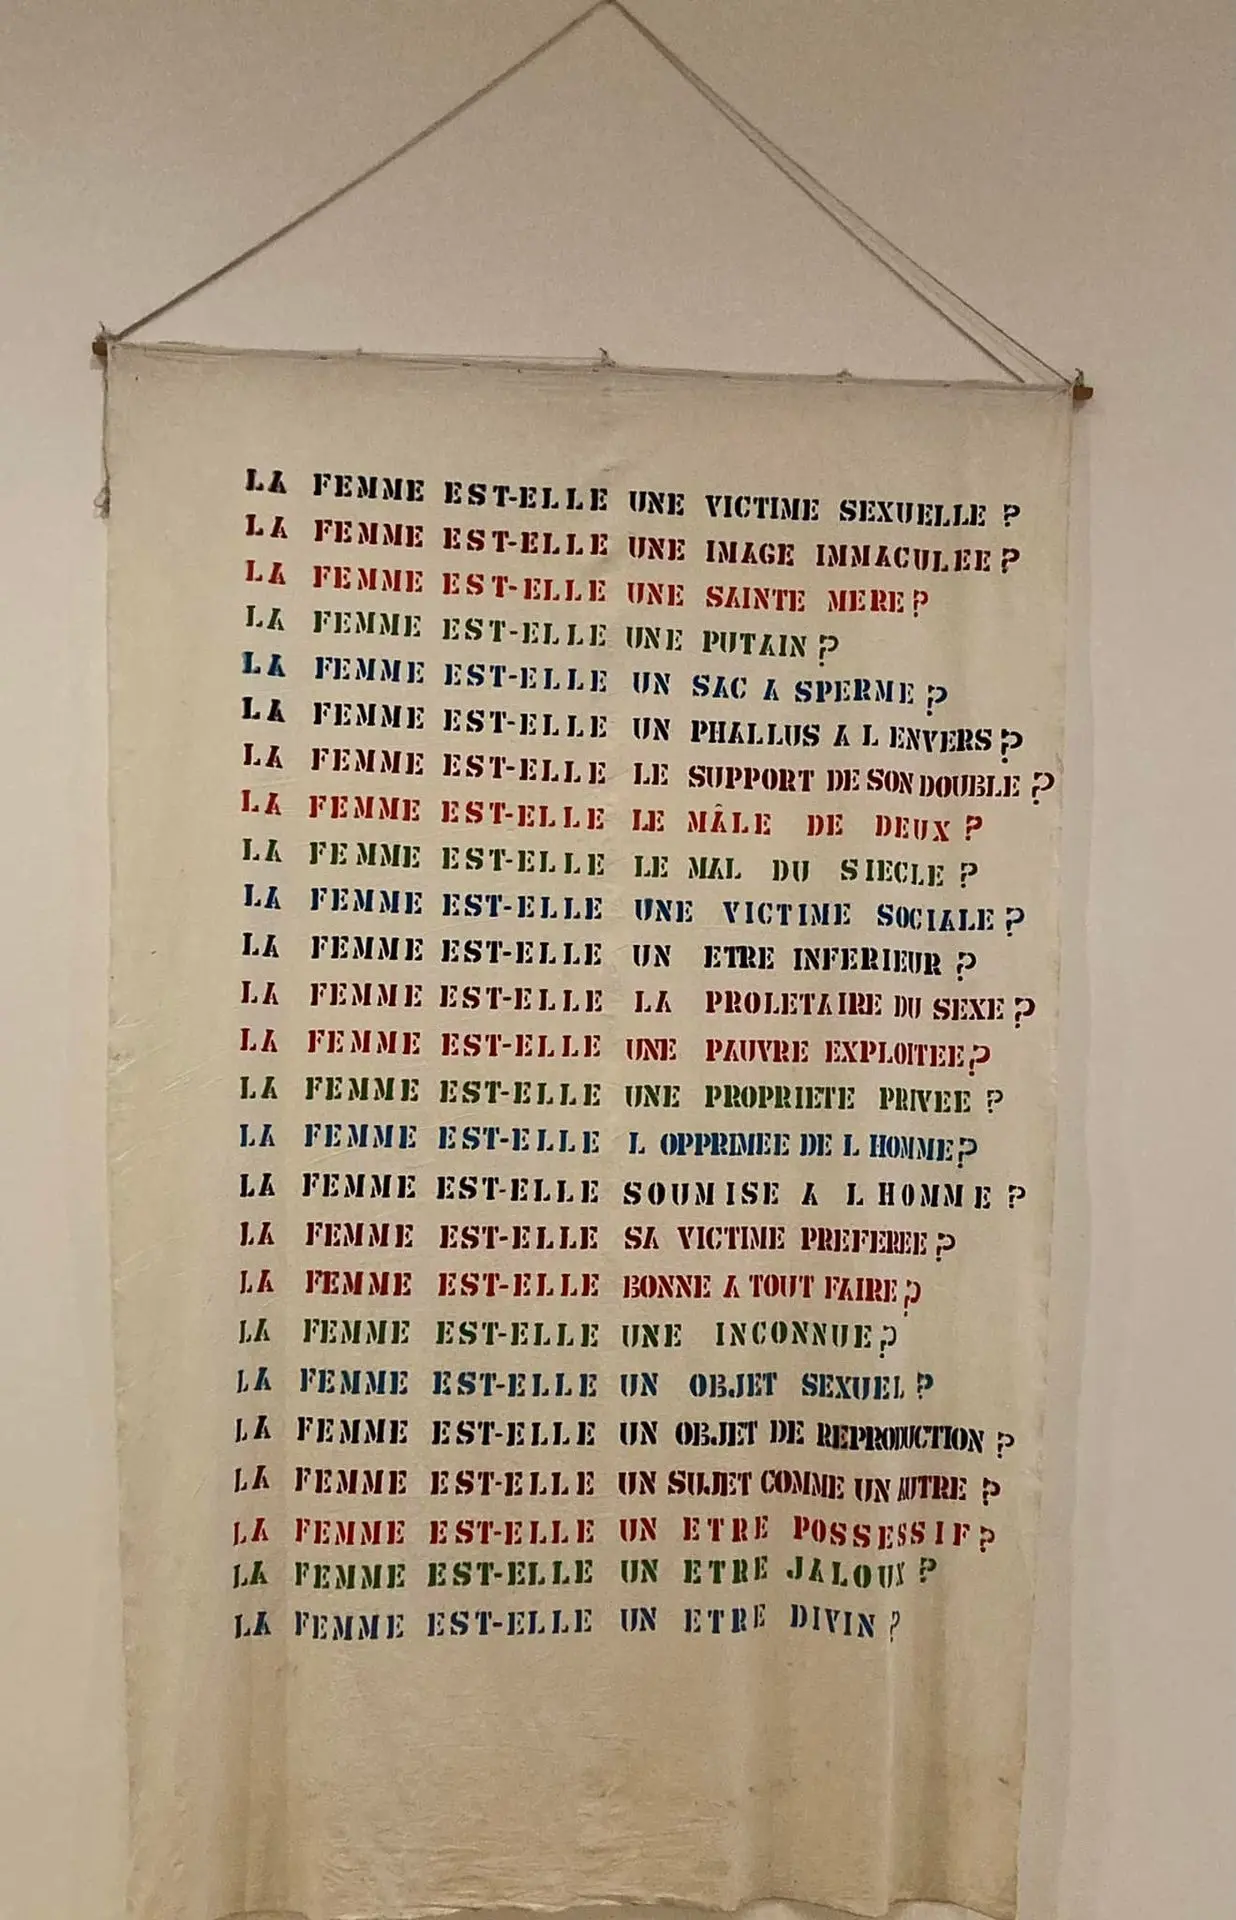 LA FEMME EST-ELLE UNE VICTIME SEXUELLE ?
LA FEMME EST-ELLE UNE IMAGE IMMACULEE ?
LA FEMME EST-ELLE UNE SAINTE MERE ?
LA FEMME EST-ELLE UNE PUTAIN ?
LA FEMME EST-ELLE UN SAC A SPERME ?
LA FEMME EST-ELLE UN PHALLUS A L ENVERS ?
LA FEMME EST-ELLE LE SUPPORT DE SON DOUBLE ?
LA FEMME EST-ELLE LE MÂLE DE DEUX ?
LA FEMME EST-ELLE LE MAL DU SIECLE ?
LA FEMME EST-ELLE UNE VICTIME SOCIALE ?
LA FEMME EST-ELLE UN ETRE INFERIEUR ?
LA FEMME EST-ELLE LA PROLETAIRE DU SEXE ?
LA FEMME EST-ELLE UNE PAUVRE EXPLOITEE ?
LA FEMME EST-ELLE UNE PROPRIETE PRIVEE ?
LA FEMME EST-ELLE L OPPRIMEE DE L HOMME ?
LA FEMME EST-ELLE SOUMISE A L HOMME ?
LA FEMME EST-ELLE SA VICTIME PREFEREE ?
LA FEMME EST-ELLE BONNE A TOUT FAIRE ?
LA FEMME EST-ELLE UNE INCONNUE ?
LA FEMME EST-ELLE UN OBJET SEXUEL ?
LA FEMME EST-ELLE UN OBJET DE REPRODUCTION ?
LA FEMME EST-ELLE UN SUJET COMME UN AUTRE ?
LA FEMME EST-ELLE UN ETRE POSSESSIF ?
LA FEMME EST-ELLE UN ETRE JALOUX ?
LA FEMME EST-ELLE UN ETRE DIVIN ?